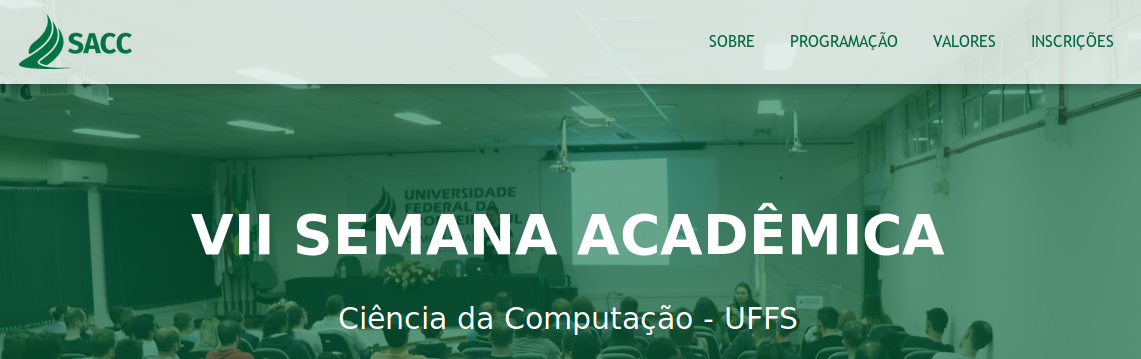 SACC
SOBRE PROGRAMAÇÃO VALORES INSCRIÇÕES
UNIVERSIDADE
FEDERAL DA
VII SEMANA ACADÊMICA
Ciência da Computação - UFFS